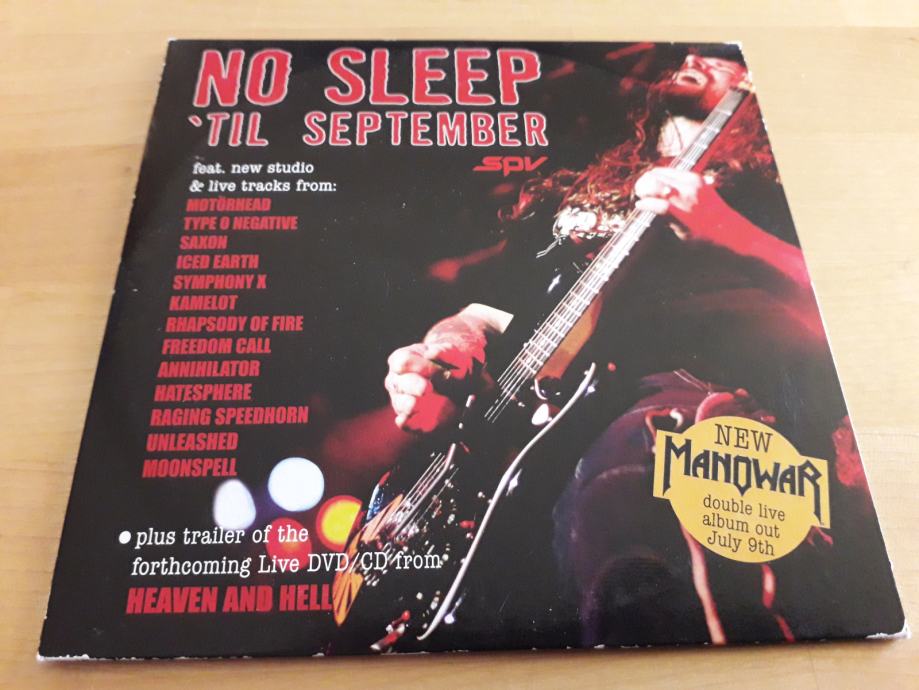 NO SLEEP
`TIL SEPTEMBER
SPV
feat. new studio
& live tracks from:
MOTÖRHEAD
TYPE O NEGATIVE
SAXON
ICED EARTH
SYMPHONY X
KAMELOT
RHAPSODY OF FIRE
FREEDOM CALL
ANNIHILATOR
HATESPHERE
RAGING SPEEDHORN
UNLEASHED
MOONSPELL
• plus trailer of the
forthcoming Live DVD/CD from
HEAVEN AND HELL
NEW
MANOWAR
double live
album out
July 9th